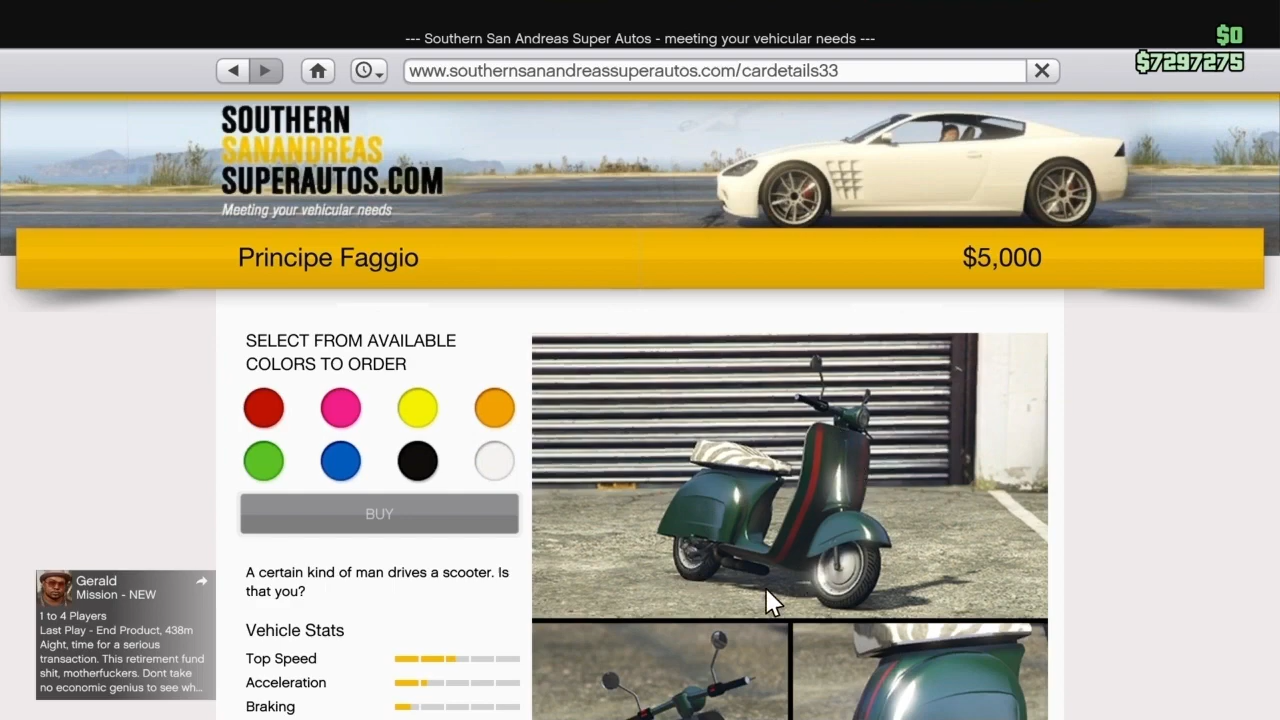 --- Southern San Andreas Super Autos - meeting your vehicular needs ---
$0
$7297275
www.southernsanandreassuperautos.com/cardetails33
SOUTHERN
SANANDREAS
SUPERAUTOS.COM
Meeting your vehicular needs
Principe Faggio
$5,000
SELECT FROM AVAILABLE
COLORS TO ORDER
BUY
A certain kind of man drives a scooter. Is
that you?
Vehicle Stats
Top Speed
Acceleration
Braking
Gerald
Mission - NEW
1 to 4 Players
Last Play - End Product, 438m
Aight, time for a serious
transaction. This retirement fund
shit, motherfuckers. Dont take
no economic genius to see wh...